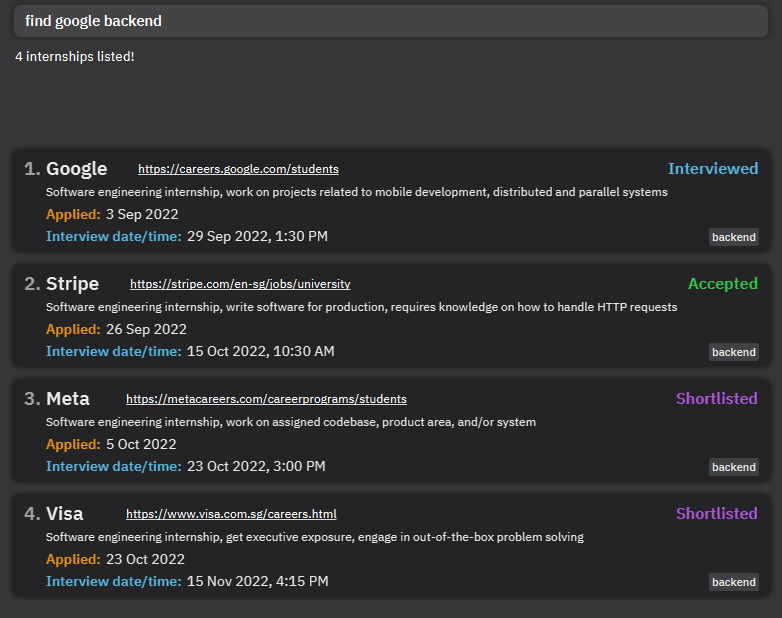 find google backend
4 internships listed!
1. Google https://careers.google.com/students Interviewed
Software engineering internship, work on projects related to mobile development, distributed and parallel systems
Applied: 3 Sep 2022
Interview date/time: 29 Sep 2022, 1:30 PM backend
2. Stripe https://stripe.com/en-sg/jobs/university Accepted
Software engineering internship, write software for production, requires knowledge on how to handle HTTP requests
Applied: 26 Sep 2022
Interview date/time: 15 Oct 2022, 10:30 AM backend
3. Meta https://metacareers.com/careerprograms/students Shortlisted
Software engineering internship, work on assigned codebase, product area, and/or system
Applied: 5 Oct 2022
Interview date/time: 23 Oct 2022, 3:00 PM backend
4. Visa https://www.visa.com.sg/careers.html Shortlisted
Software engineering internship, get executive exposure, engage in out-of-the-box problem solving
Applied: 23 Oct 2022
Interview date/time: 15 Nov 2022, 4:15 PM backend